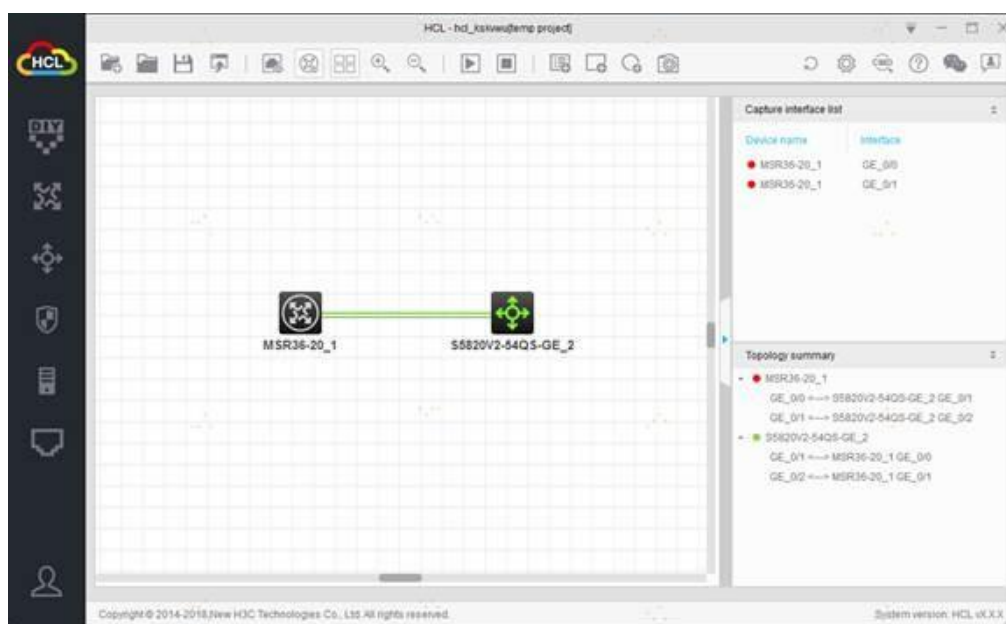 HCL - hcl_kskvwu[temp project]
HCL
DIY
Capture interface list
Device name Interface
MSR36-20_1 GE_0/0
MSR36-20_1 GE_0/1
MSR36-20_1
S5820V2-54QS-GE_2
Topology summary
MSR36-20_1
GE_0/0 <---> S5820V2-54QS-GE_2 GE_0/1
GE_0/1 <---> S5820V2-54QS-GE_2 GE_0/2
S5820V2-54QS-GE_2
GE_0/1 <---> MSR36-20_1 GE_0/0
GE_0/2 <---> MSR36-20_1 GE_0/1
Copyright © 2014-2018,New H3C Technologies Co., Ltd. All rights reserved.
System version: HCL vX.X.X